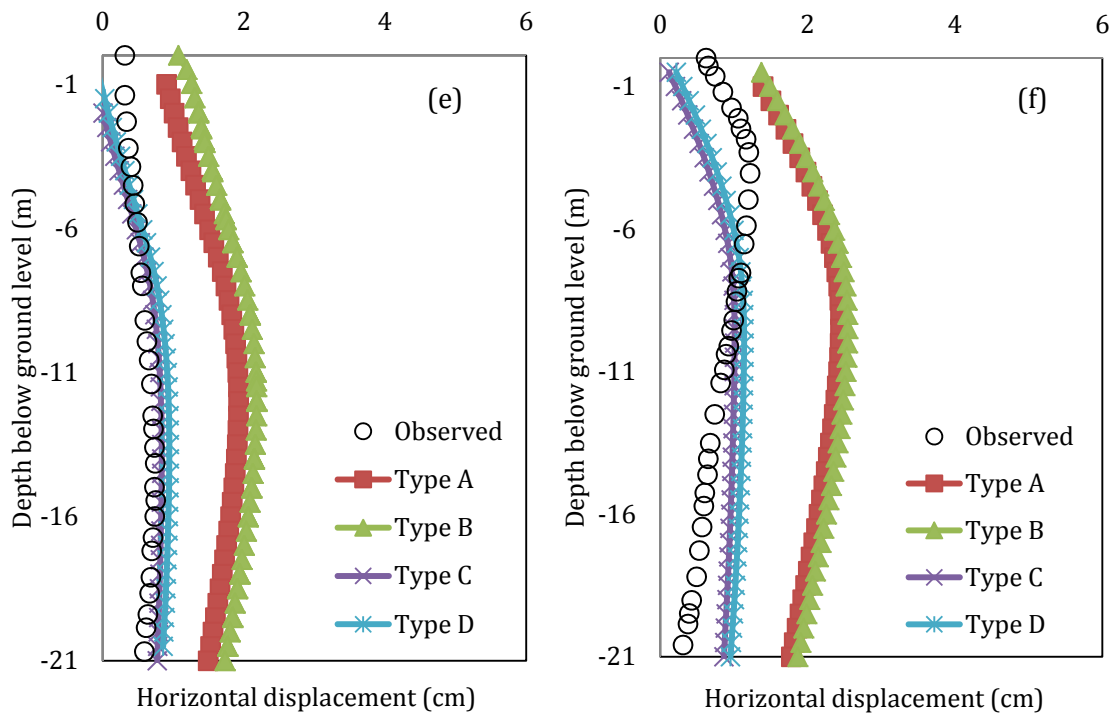 0 2 4 6
-1
-6
-11
-16
-21
Depth below ground level (m)
(e)
Observed
Type A
Type B
Type C
Type D
Horizontal displacement (cm)
0 2 4 6
-1
-6
-11
-16
-21
Depth below ground level (m)
(f)
Observed
Type A
Type B
Type C
Type D
Horizontal displacement (cm)